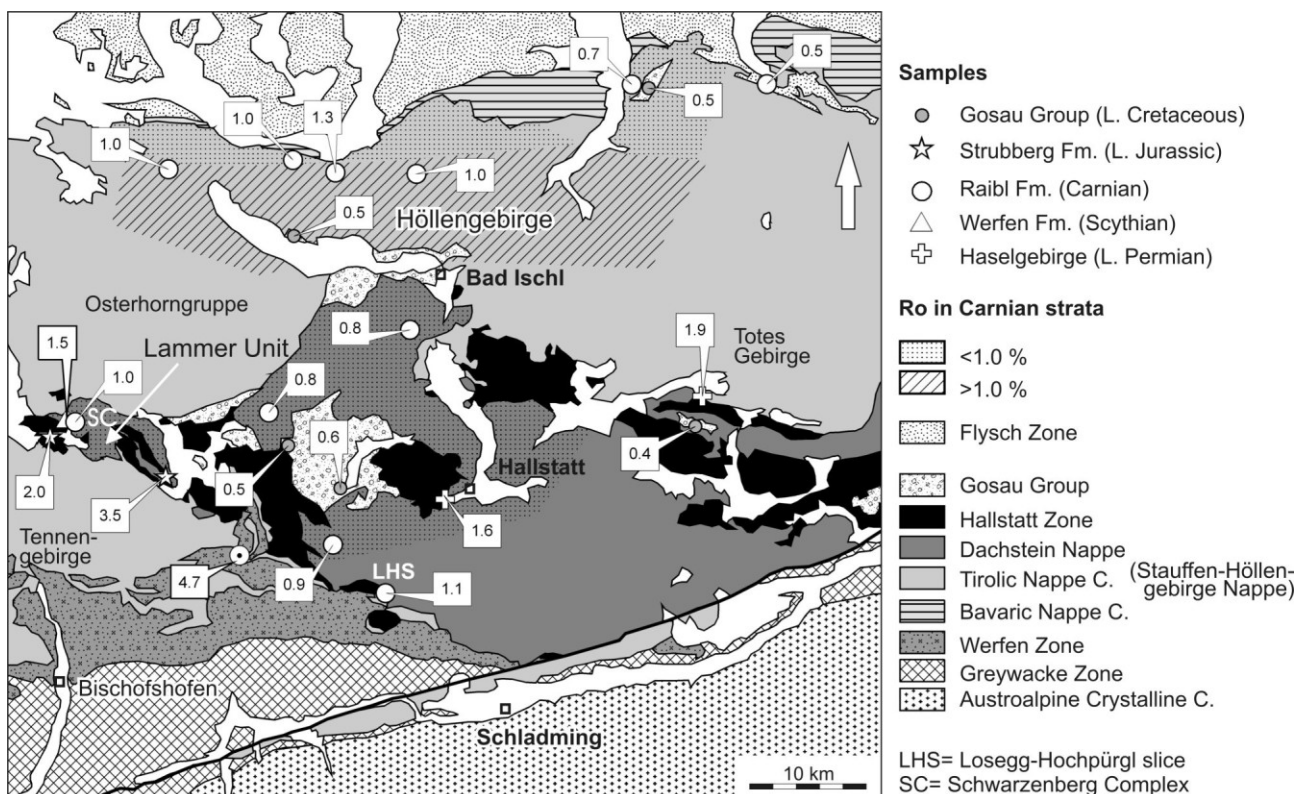 0.7
0.5
0.5
1.0
1.3
1.0
1.0
0.5
Höllengebirge
Bad Ischl
Osterhorngruppe
0.8
1.9
Totes
Gebirge
1.5
Lammer Unit
1.0
0.8
SC
0.6
0.4
Hallstatt
2.0
0.5
3.5
1.6
Tennen-
gebirge
4.7
0.9
LHS
1.1
Bischofshofen
Schladming
10 km
Samples
Gosau Group (L. Cretaceous)
Strubberg Fm. (L. Jurassic)
Raibl Fm. (Carnian)
Werfen Fm. (Scythian)
Haselgebirge (L. Permian)
Ro in Carnian strata
<1.0 %
>1.0 %
Flysch Zone
Gosau Group
Hallstatt Zone
Dachstein Nappe
Tirolic Nappe C. (Stauffen-Höllen-
gebirge Nappe)
Bavaric Nappe C.
Werfen Zone
Greywacke Zone
Austroalpine Crystalline C.
LHS= Losegg-Hochpürgl slice
SC= Schwarzenberg Complex